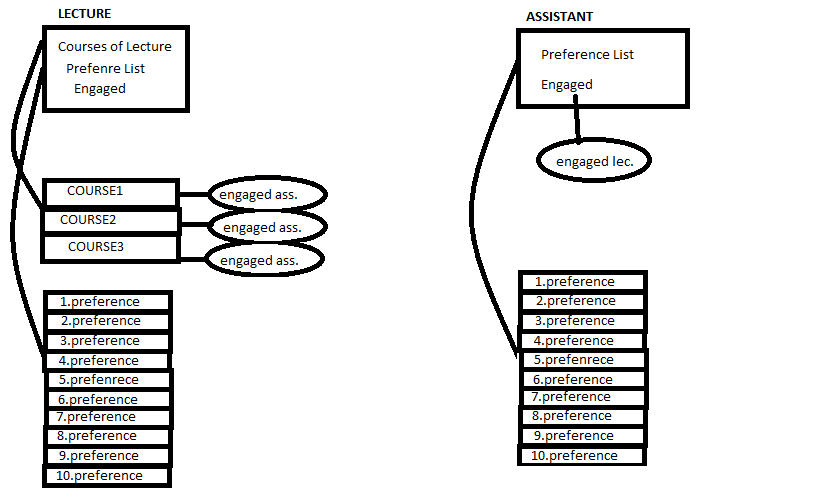 LECTURE
Courses of Lecture
Prefenre List
Engaged
COURSE1
engaged ass.
COURSE2
engaged ass.
COURSE3
engaged ass.
1.preference
2.preference
3.preference
4.preference
5.prefenrece
6.preference
7.preference
8.preference
9.preference
10.preference
ASSISTANT
Preference List
Engaged
engaged lec.
1.preference
2.preference
3.preference
4.preference
5.prefenrece
6.preference
7.preference
8.preference
9.preference
10.preference